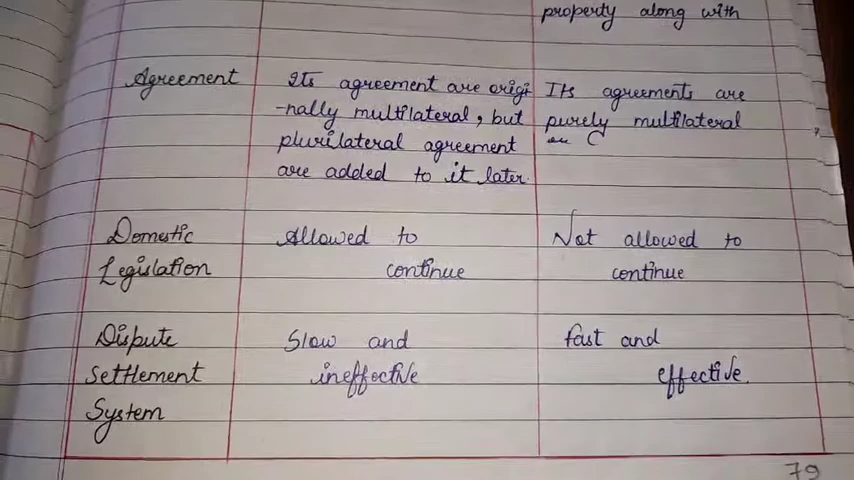 property along with
Agreement
Its agreement are origi
-nally multilateral, but
plurilateral agreement
are added to it later.
Its agreements are
purely multilateral
Domestic
Legislation
Allowed to
continue
Not allowed to
continue
Dispute
Settlement
System
Slow and
ineffective
fast and
effective.
79